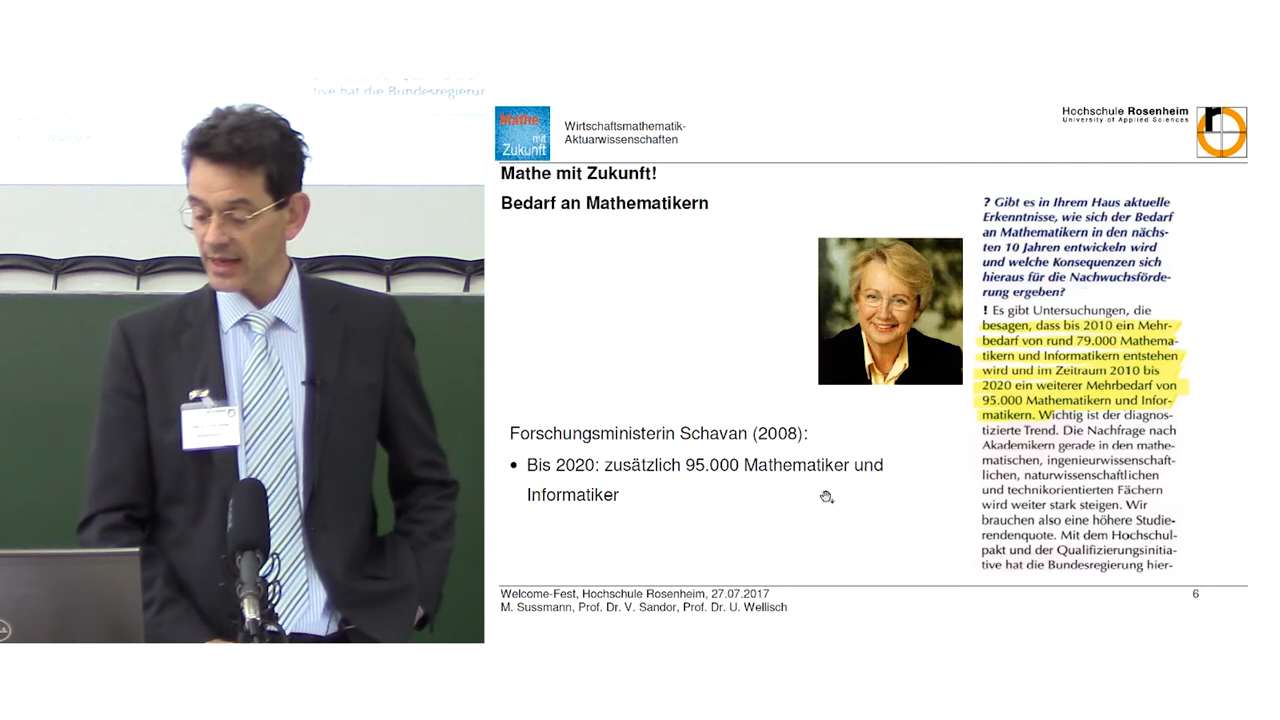 tive hat die Bundesregierun
Mathe
mit
Zukunft
Wirtschaftsmathematik-
Aktuarwissenschaften
Hochschule Rosenheim
University of Applied Sciences
r
Mathe mit Zukunft!
Bedarf an Mathematikern
? Gibt es in Ihrem Haus aktuelle
Erkenntnisse, wie sich der Bedarf
an Mathematikern in den nächs-
ten 10 Jahren entwickeln wird
und welche Konsequenzen sich
hieraus für die Nachwuchsförde-
rung ergeben?
! Es gibt Untersuchungen, die
besagen, dass bis 2010 ein Mehr-
bedarf von rund 79.000 Mathema-
tikern und Informatikern entstehen
wird und im Zeitraum 2010 bis
2020 ein weiterer Mehrbedarf von
95.000 Mathematikern und Infor-
matikern. Wichtig ist der diagnos-
tizierte Trend. Die Nachfrage nach
Akademikern gerade in den mathe-
matischen, ingenieurwissenschaft-
lichen, naturwissenschaftlichen
und technikorientierten Fächern
wird weiter stark steigen. Wir
brauchen also eine höhere Studie-
rendenquote. Mit dem Hochschul-
pakt und der Qualifizierungsinitia-
tive hat die Bundesregierung hier-
Forschungsministerin Schavan (2008):
• Bis 2020: zusätzlich 95.000 Mathematiker und
Informatiker
Welcome-Fest, Hochschule Rosenheim, 27.07.2017
M. Sussmann, Prof. Dr. V. Sandor, Prof. Dr. U. Wellisch
6